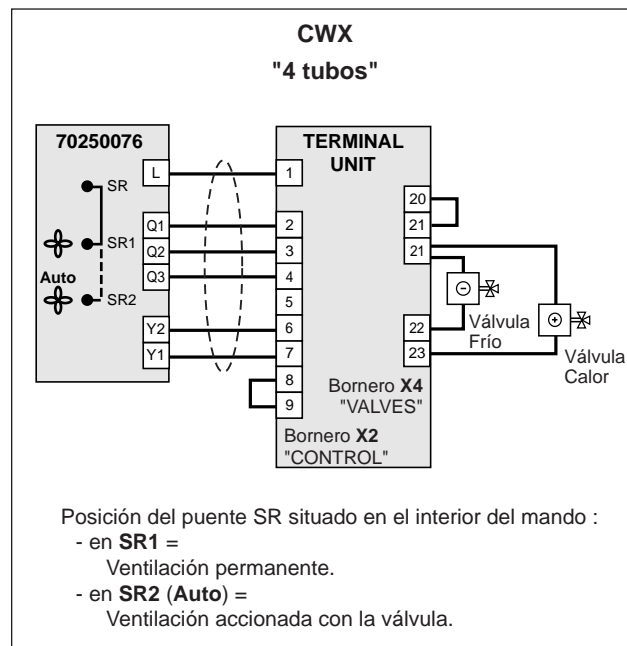 CWX
"4 tubos"
70250076
TERMINAL
UNIT
L
1
SR
20
Q1
2
21
SR1
Q2
3
21
Auto
Q3
4
SR2
5
Válvula
Frío
Y2
6
22
Y1
7
23
Válvula
Calor
8
Bornero X4
"VALVES"
9
Bornero X2
"CONTROL"
Posición del puente SR situado en el interior del mando :
- en SR1 =
Ventilación permanente.
- en SR2 (Auto) =
Ventilación accionada con la válvula.